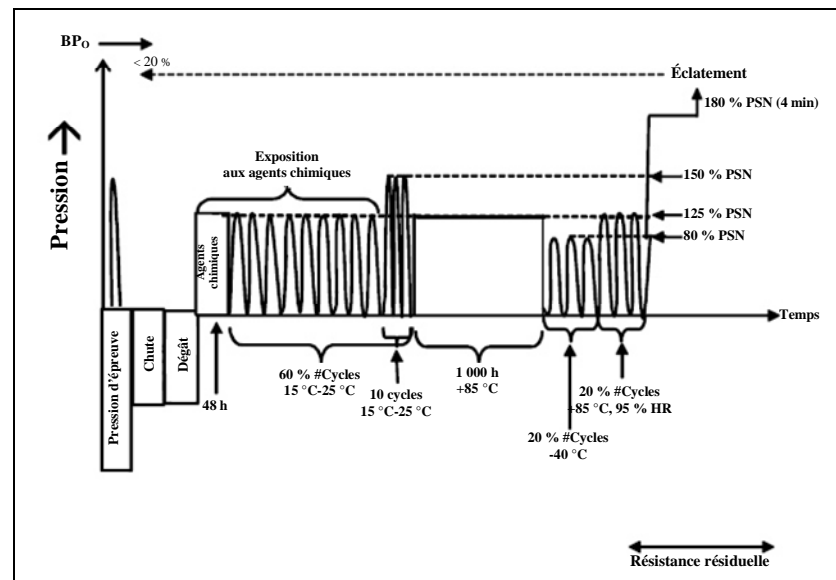 BPO
< 20 %
Éclatement
180 % PSN (4 min)
Pression
Exposition
aux agents chimiques
150 % PSN
125 % PSN
80 % PSN
Agents
chimiques
Temps
Pression d'épreuve
Chute
Dégât
48 h
60 % #Cycles
15 °C-25 °C
10 cycles
15 °C-25 °C
1 000 h
+85 °C
20 % #Cycles
+85 °C, 95 % HR
20 % #Cycles
-40 °C
Résistance résiduelle